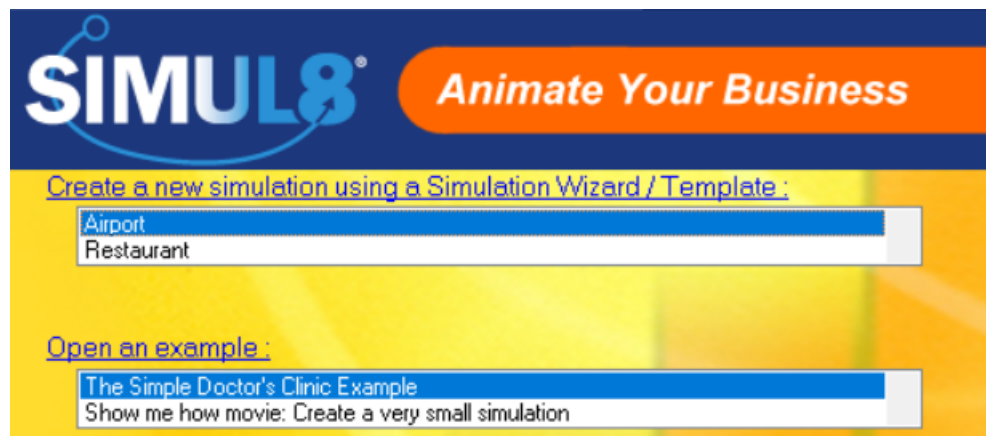 SIMUL8®
Animate Your Business
Create a new simulation using a Simulation Wizard / Template :
Airport
Restaurant
Open an example :
The Simple Doctor's Clinic Example
Show me how movie: Create a very small simulation